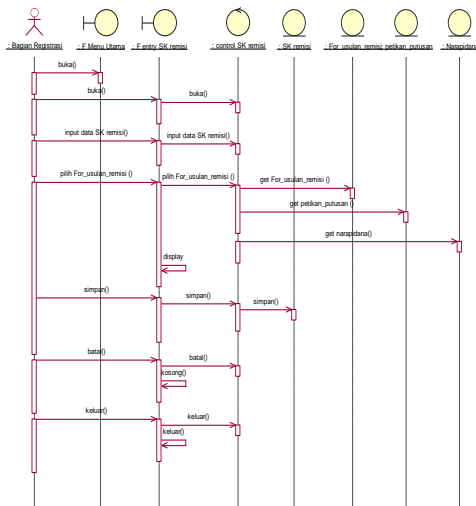 : Bagian Registrasi
: F Menu Utama
: F entry SK remisi
: control SK remisi
: SK remisi
: For_usulan_remisi
: petikan_putusan
: Narapidana
buka()
buka()
buka()
input data SK remisi()
input data SK remisi()
pilih For_usulan_remisi ()
pilih For_usulan_remisi ()
get For_usulan_remisi ()
get petikan_putusan ()
get narapidana()
display
simpan()
simpan()
simpan()
batal()
batal()
kosong()
keluar()
keluar()
keluar()